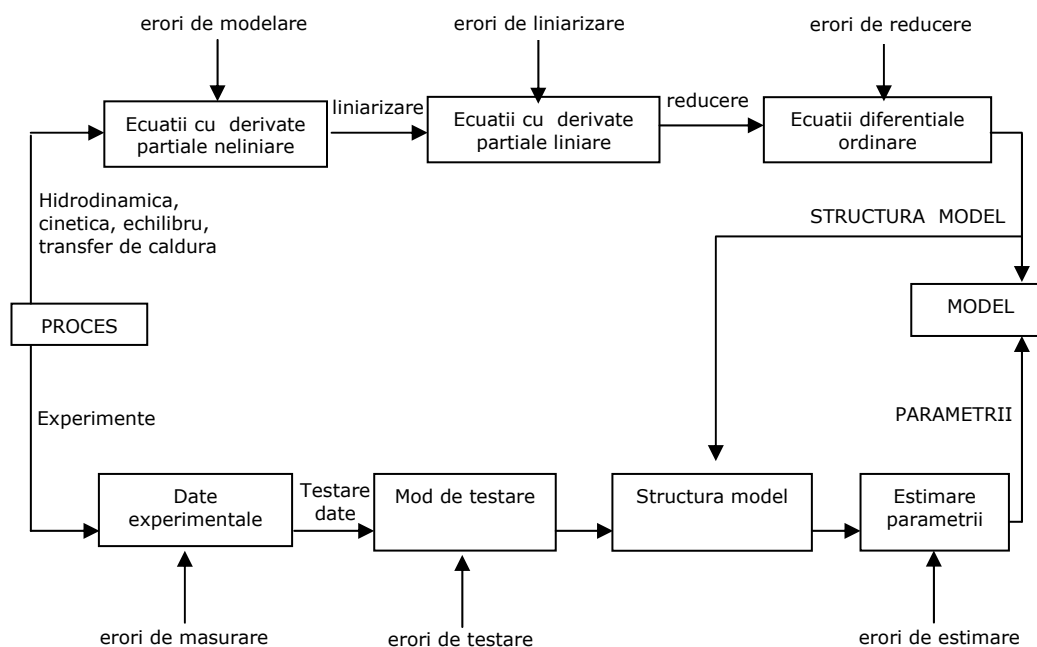 erori de modelare
erori de liniarizare
erori de reducere
Ecuatii cu derivate
partiale neliniare
liniarizare
Ecuatii cu derivate
partiale liniare
reducere
Ecuatii diferentiale
ordinare
Hidrodinamica,
cinetica, echilibru,
transfer de caldura
STRUCTURA MODEL
PROCES
MODEL
Experimente
PARAMETRII
Date
experimentale
Testare
date
Mod de testare
Structura model
Estimare
parametrii
erori de masurare
erori de testare
erori de estimare